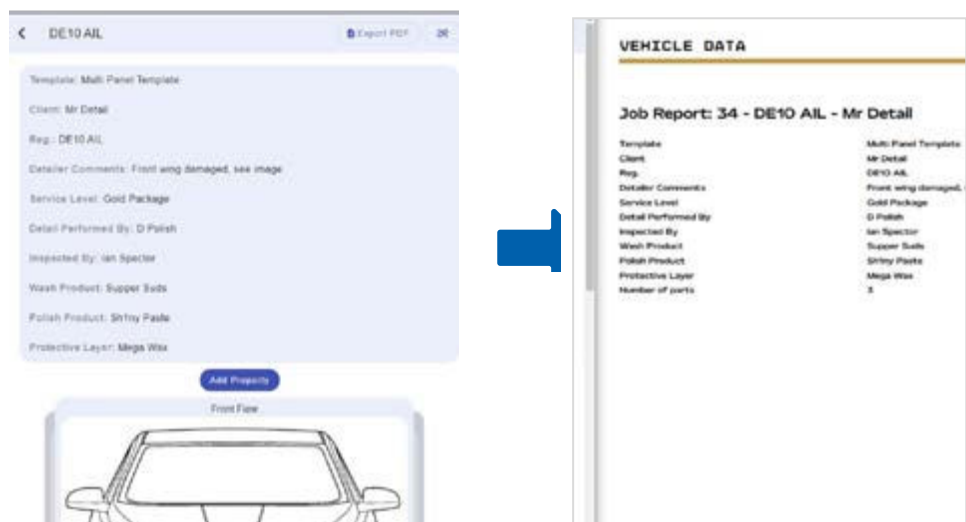 DE10 AIL
Export PDF
Template: Multi Panel Template
Client: Mr Detail
Reg.: DE10 AIL
Detailer Comments: Front wing damaged, see image
Service Level: Gold Package
Detail Performed By: D Polish
Inspected By: Ian Spector
Wash Product: Supper Suds
Polish Product: Shiny Paste
Protective Layer: Mega Wax
Add Property
Front View
VEHICLE DATA
Job Report: 34 - DE10 AIL - Mr Detail
Template Multi Panel Template
Client Mr Detail
Reg. DE10 AIL
Detailer Comments Front wing damaged,
Service Level Gold Package
Detail Performed By D Polish
Inspected By Ian Spector
Wash Product Supper Suds
Polish Product Shiny Paste
Protective Layer Mega Wax
Number of parts 3